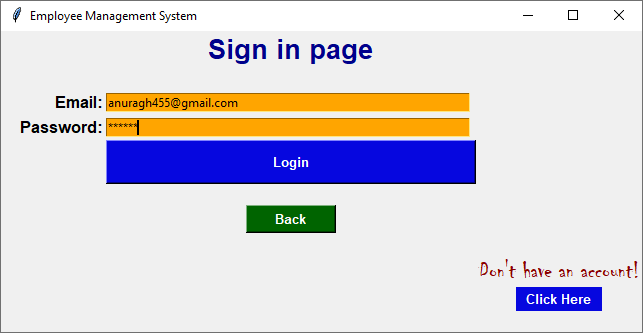 Employee Management System
Sign in page
Email: anuragh455@gmail.com
Password: ******
Login
Back
Don't have an account!
Click Here